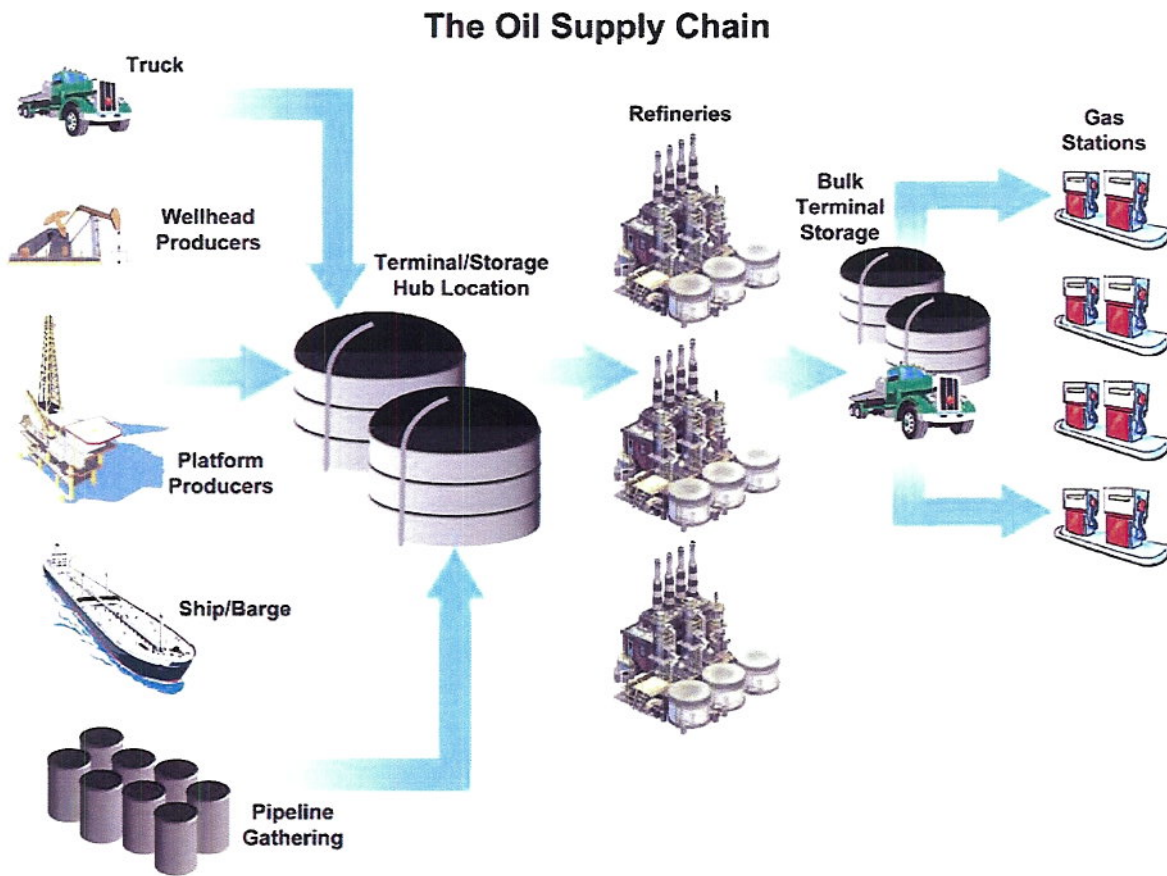 The Oil Supply Chain
Truck
Wellhead
Producers
Platform
Producers
Ship/Barge
Pipeline
Gathering
Terminal/Storage
Hub Location
Refineries
Bulk
Terminal
Storage
Gas
Stations